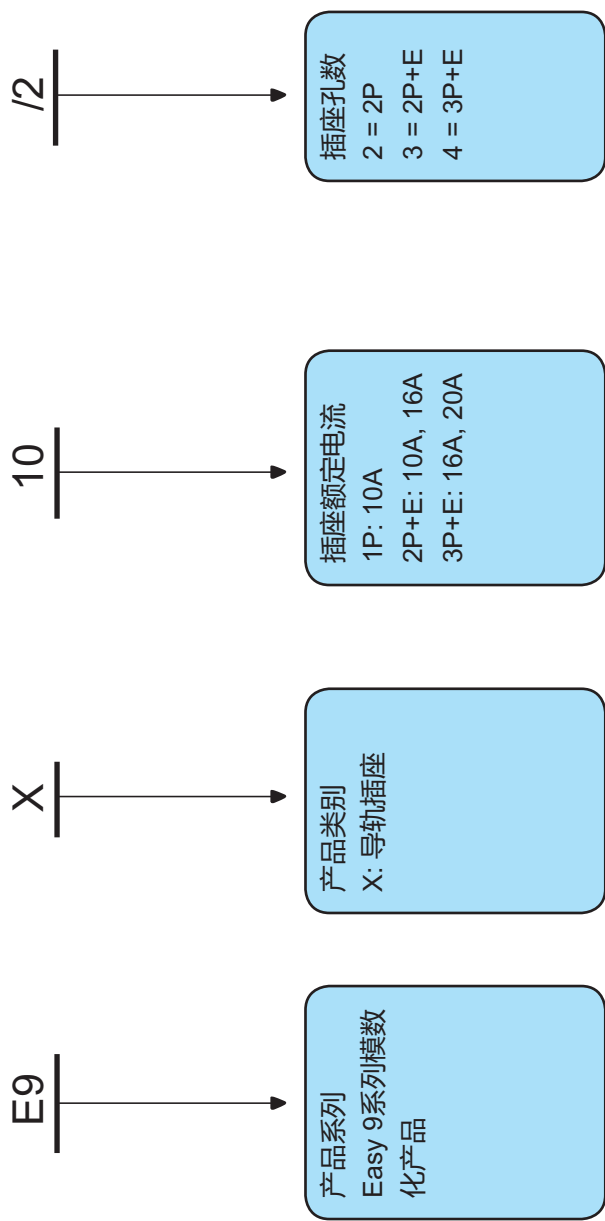 E9
X
10
/2
产品系列
Easy 9系列模数
化产品
产品类别
X: 导轨插座
插座额定电流
1P: 10A
2P+E: 10A, 16A
3P+E: 16A, 20A
插座孔数
2 = 2P
3 = 2P+E
4 = 3P+E